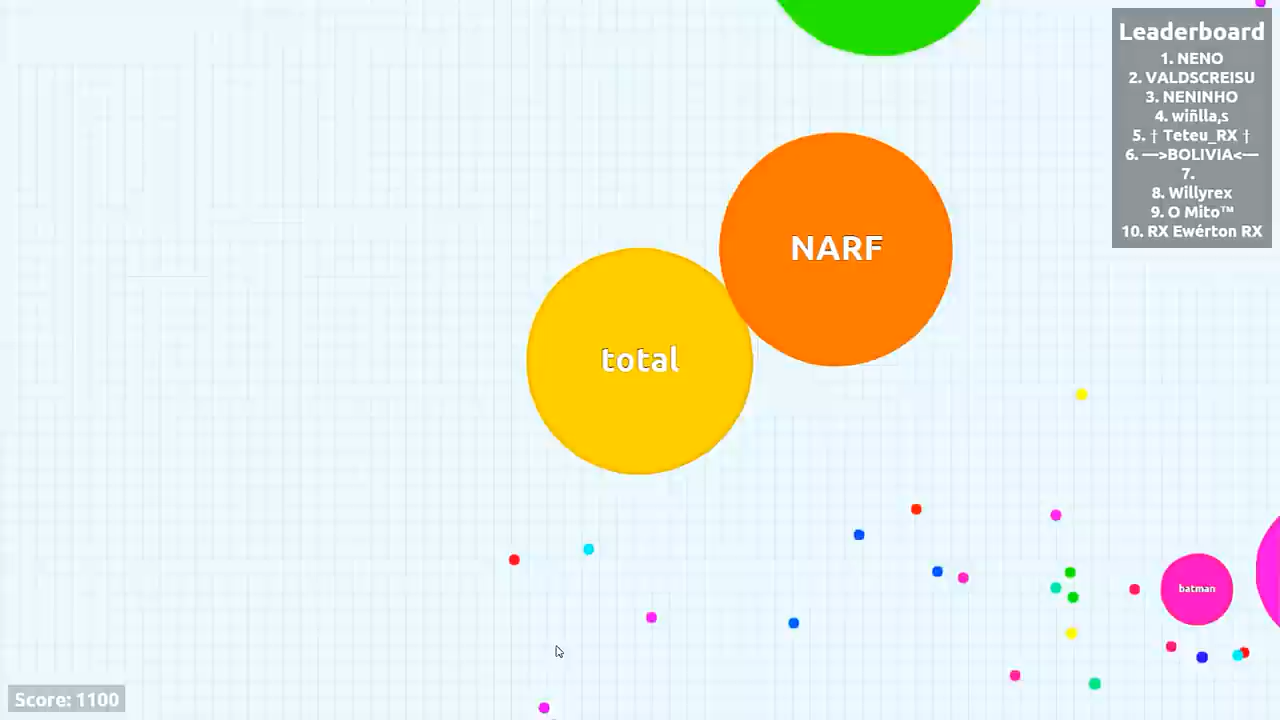 Leaderboard
1. NENO
2. VALDSCREISU
3. NENINHO
4. wiñlla,s
5. † Teteu_RX †
6. —>BOLIVIA<—
7.
8. Willyrex
9. O Mito™
10. RX Ewérton RX
NARF
total
batman
Score: 1100